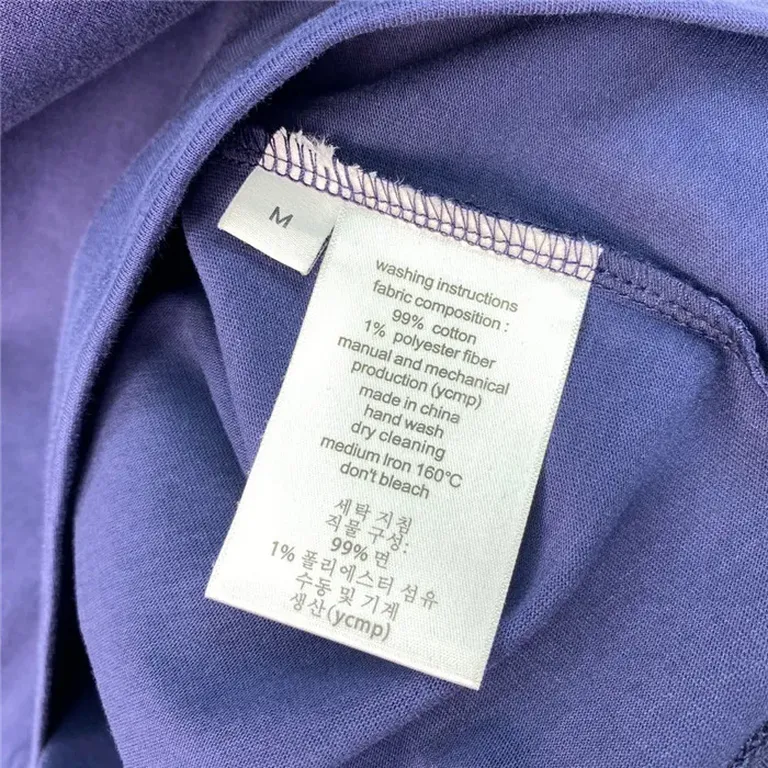 M
washing instructions
fabric composition :
99% cotton
1% polyester fiber
manual and mechanical
production (ycmp)
made in china
hand wash
dry cleaning
medium Iron 160°C
don't bleach
세탁 지침
직물 구성:
99% 면
1% 폴리에스터 섬유
수동 및 기계
생산(ycmp)